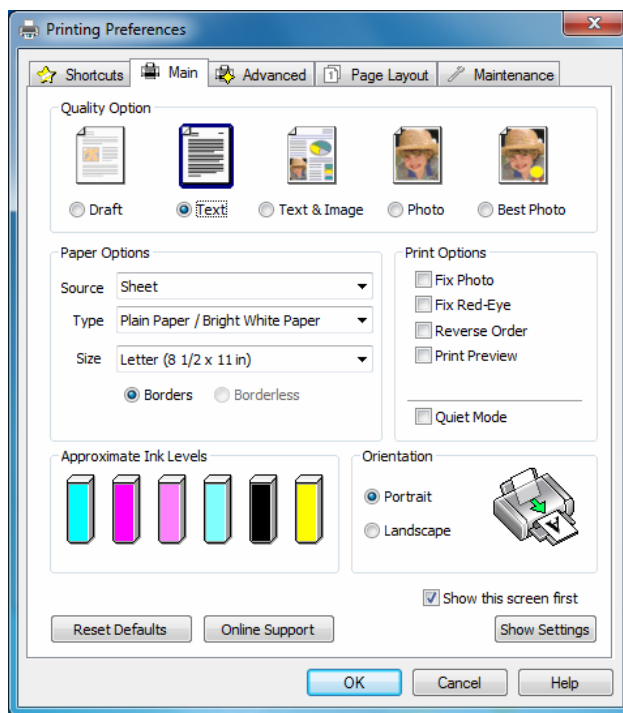 Printing Preferences
Shortcuts Main Advanced 1 Page Layout Maintenance
Quality Option
Draft Text Text & Image Photo Best Photo
Paper Options
Source Sheet
Type Plain Paper / Bright White Paper
Size Letter (8 1/2 x 11 in)
Borders Borderless
Print Options
Fix Photo
Fix Red-Eye
Reverse Order
Print Preview
Quiet Mode
Approximate Ink Levels
Orientation
Portrait
Landscape
A
Show this screen first
Reset Defaults Online Support Show Settings
OK Cancel Help